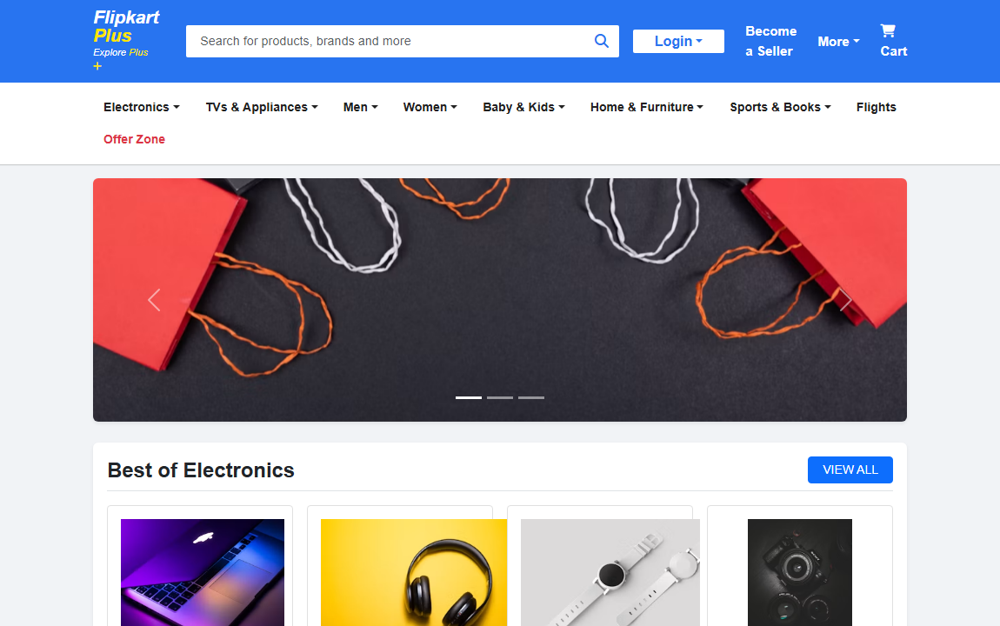 Flipkart
Plus
Explore Plus
+
Search for products, brands and more
Login
Become
a Seller
More
Cart
Electronics
TVs & Appliances
Men
Women
Baby & Kids
Home & Furniture
Sports & Books
Flights
Offer Zone
Best of Electronics
VIEW ALL